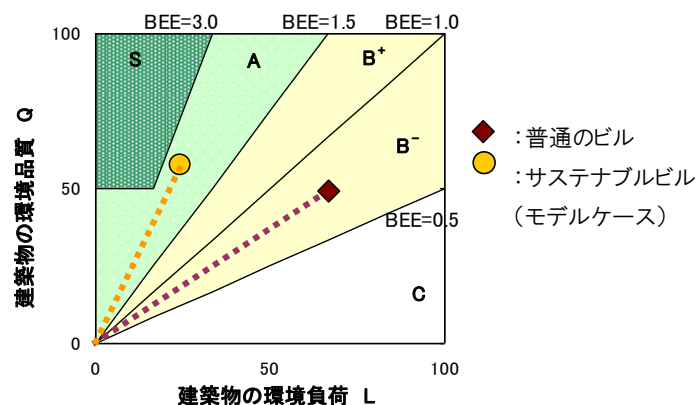 BEE=3.0
BEE=1.5
BEE=1.0
100
S
A
B+
B−
50
BEE=0.5
C
0
0
50
100
建築物の環境品質 Q
建築物の環境負荷 L
：普通のビル
：サステナブルビル
（モデルケース）